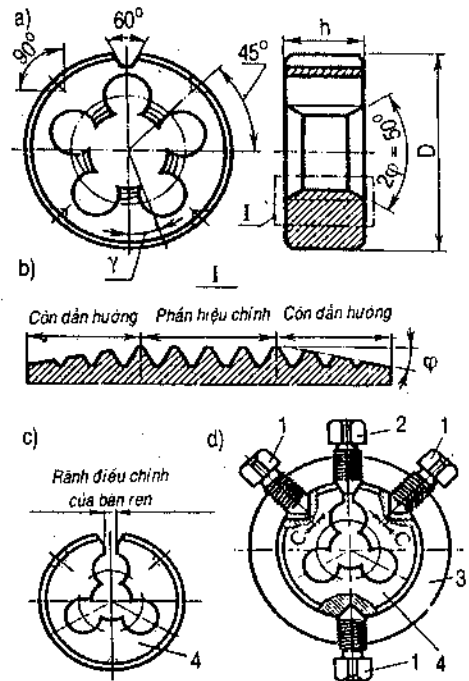 a)
60°
90°
45°
h
D
2φ = 50°
I
γ
b)
I
Côn dẫn hướng
Phần hiệu chỉnh
Côn dẫn hướng
φ
c)
Rãnh điều chỉnh
của bàn ren
4
d)
1
2
1
C
C
3
4
1